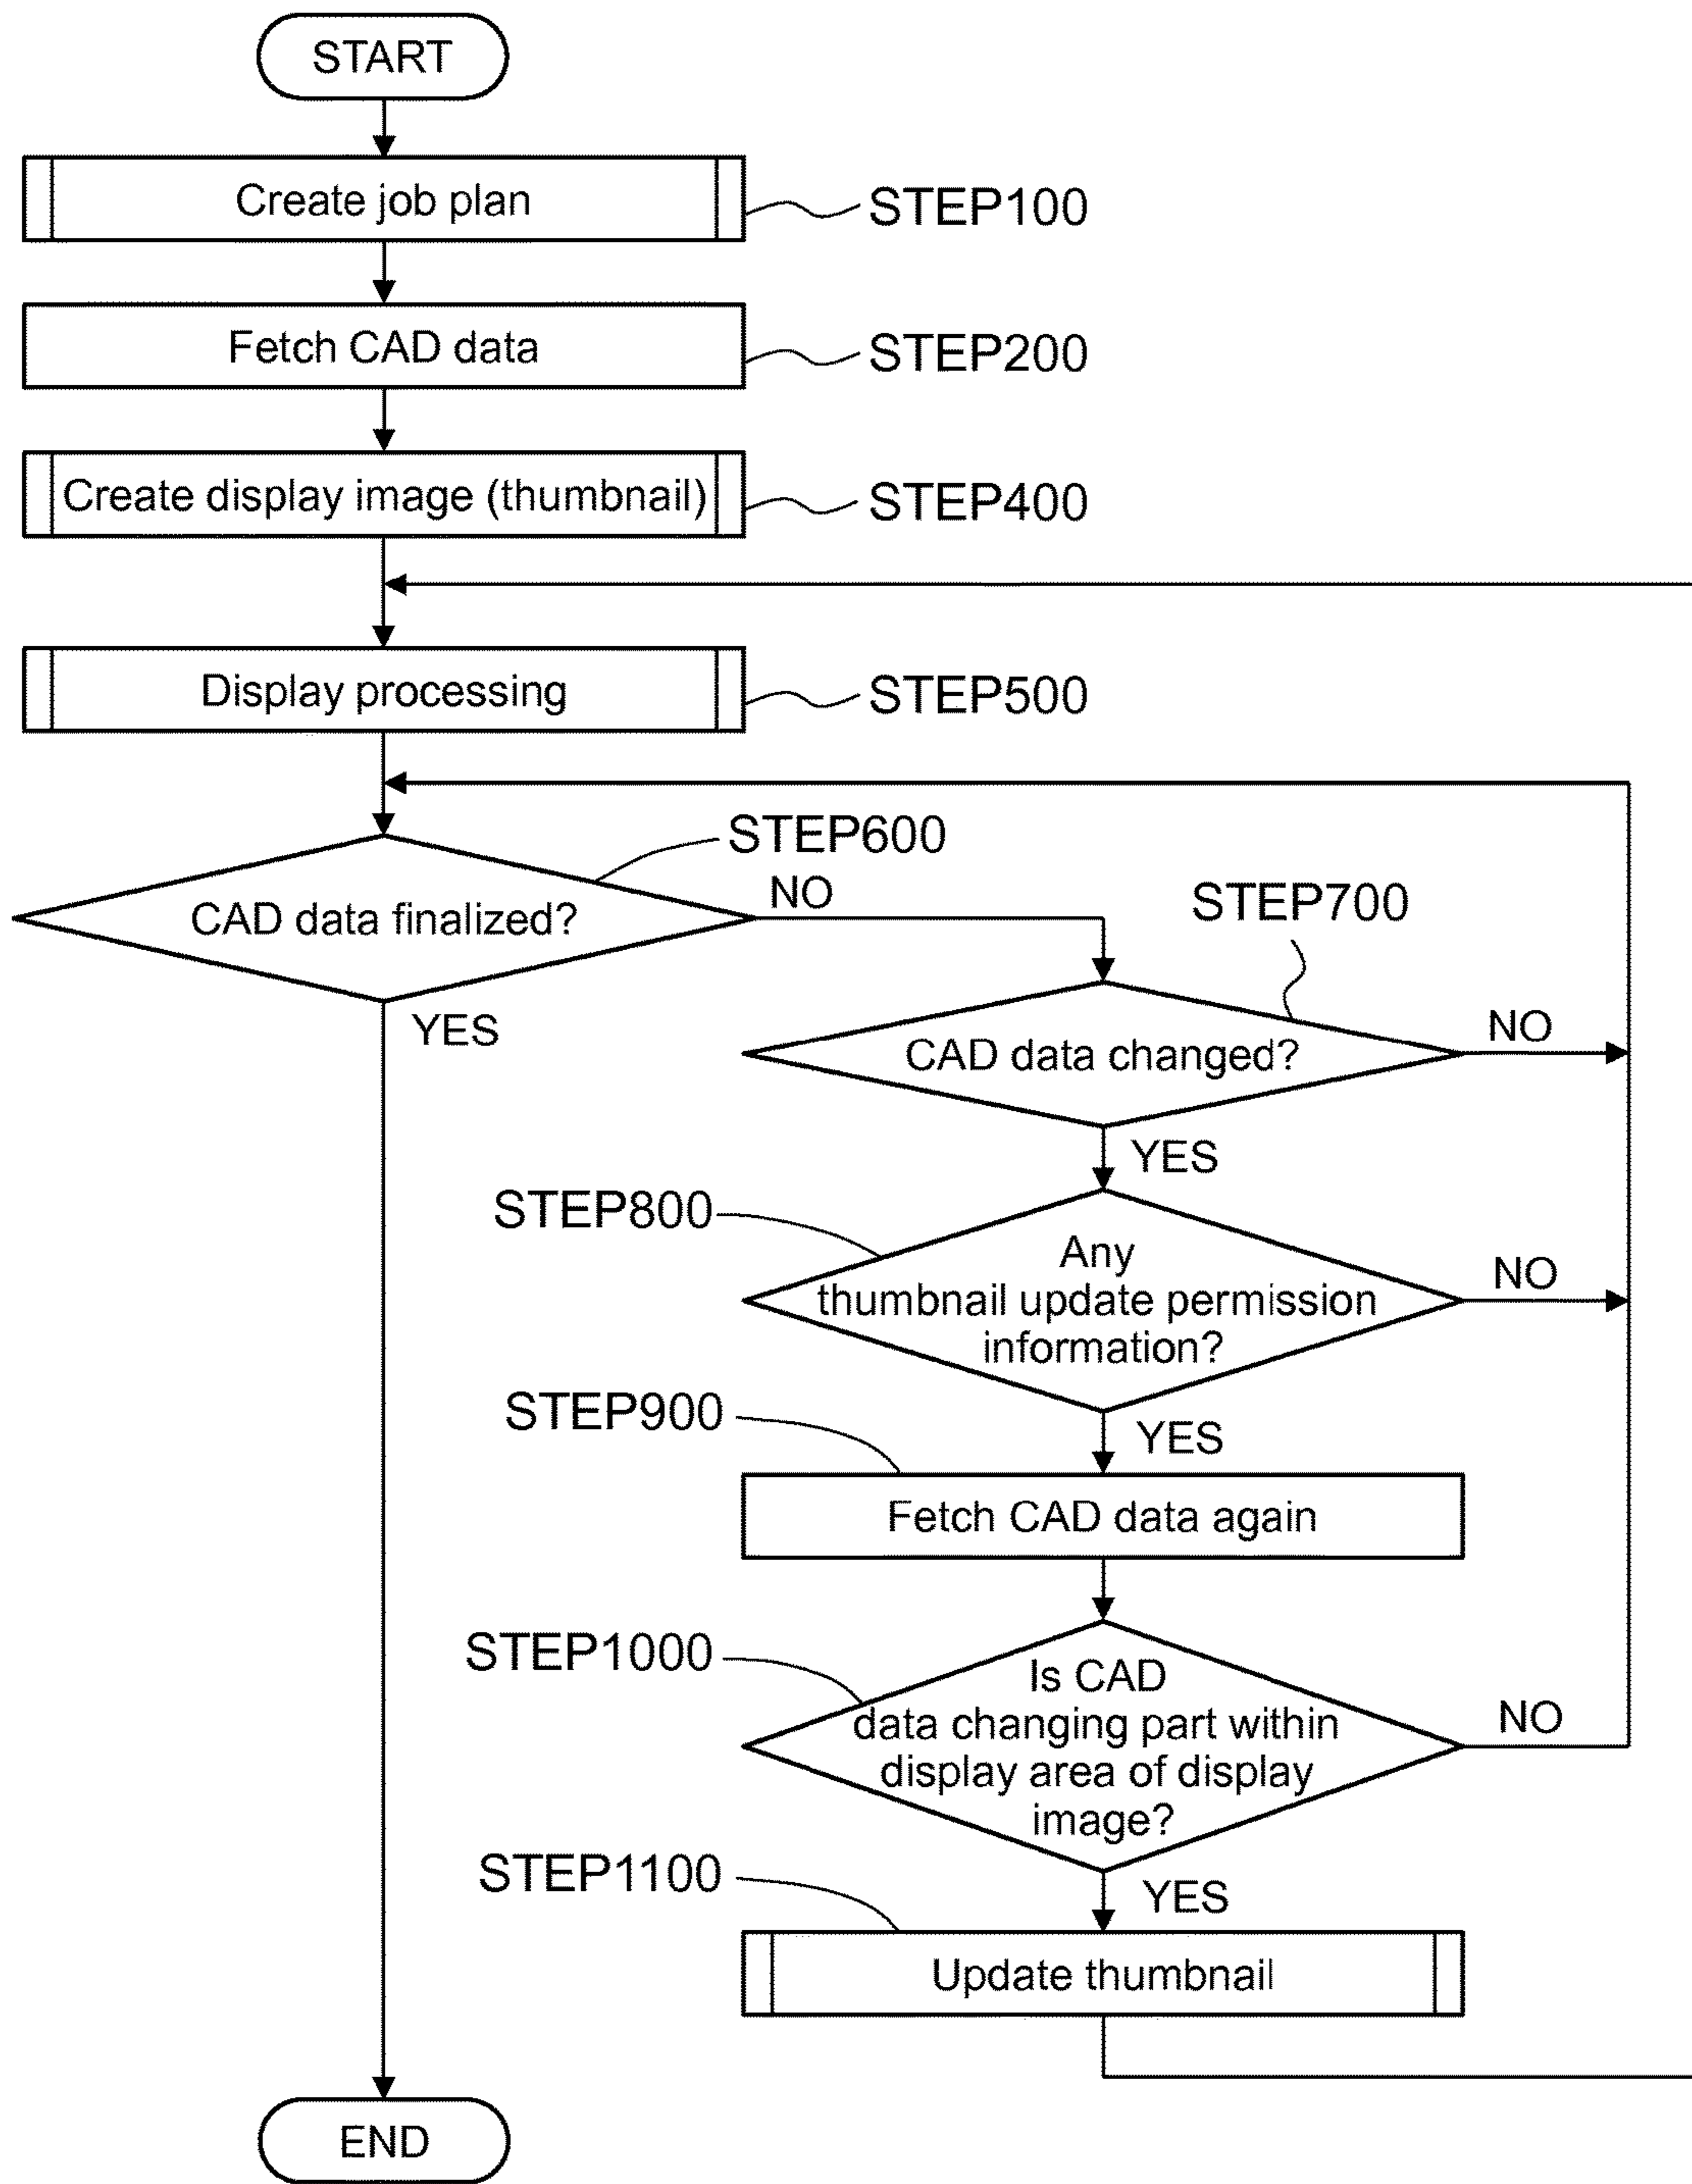 START
Create job plan
STEP100
Fetch CAD data
STEP200
Create display image (thumbnail)
STEP400
Display processing
STEP500
STEP600
CAD data finalized?
NO
YES
STEP700
CAD data changed?
NO
YES
STEP800
Any
thumbnail update permission
information?
NO
YES
STEP900
Fetch CAD data again
STEP1000
Is CAD
data changing part within
display area of display
image?
NO
YES
STEP1100
Update thumbnail
END